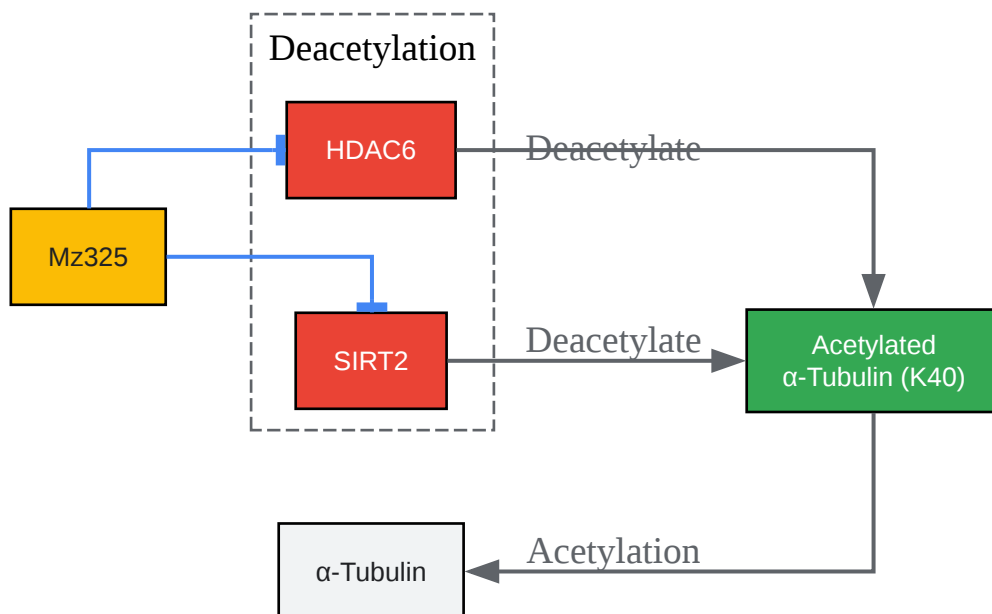 Deacetylation
HDAC6
Deacetylate
Mz325
SIRT2
Deacetylate
Acetylated
α-Tubulin (K40)
α-Tubulin
Acetylation